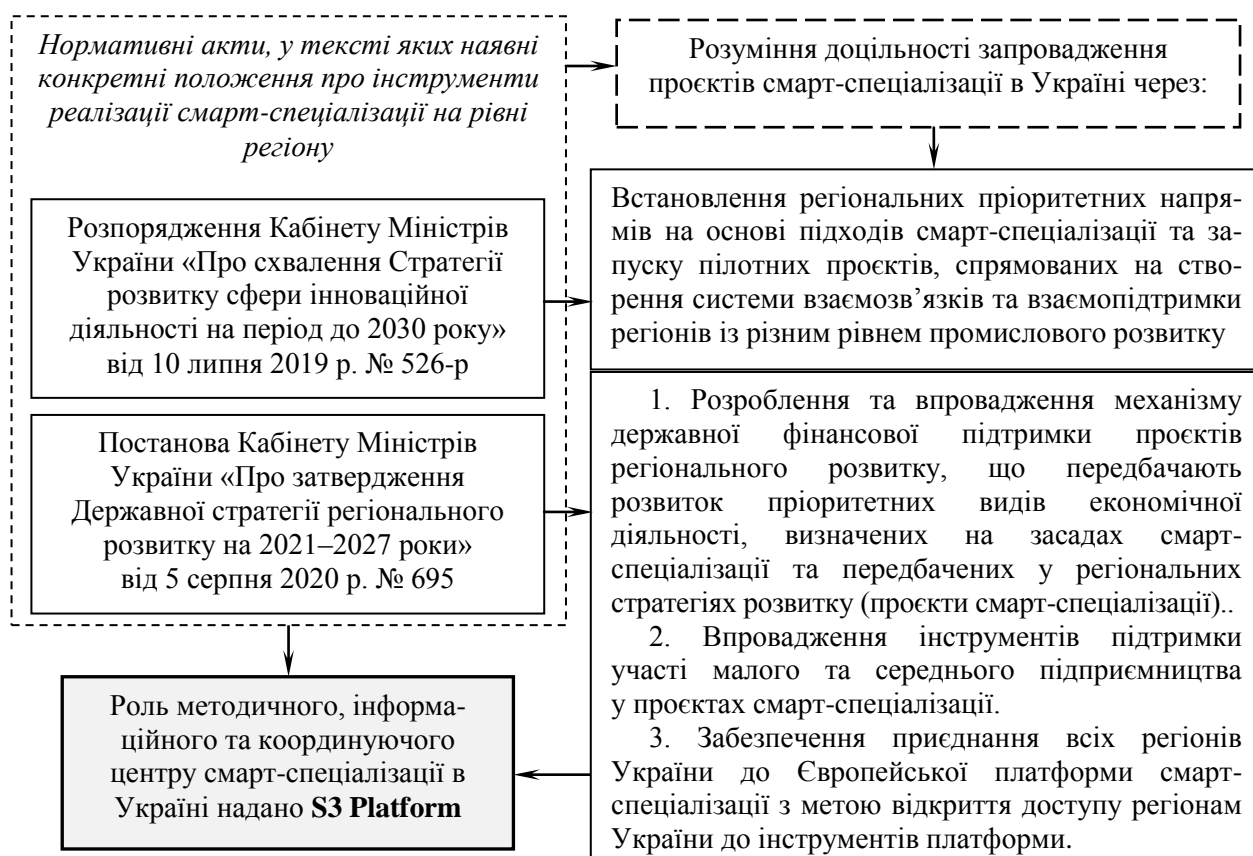 Нормативні акти, у тексті яких наявні
конкретні положення про інструменти
реалізації смарт-спеціалізації на рівні
регіону
Розпорядження Кабінету Міністрів
України «Про схвалення Стратегії
розвитку сфери інноваційної
діяльності на період до 2030 року»
від 10 липня 2019 р. № 526-р
Постанова Кабінету Міністрів
України «Про затвердження
Державної стратегії регіонального
розвитку на 2021–2027 роки»
від 5 серпня 2020 р. № 695
Роль методичного, інформа-
ційного та координуючого
центру смарт-спеціалізації в
Україні надано S3 Platform
Розуміння доцільності запровадження
проєктів смарт-спеціалізації в Україні через:
Встановлення регіональних пріоритетних напря-
мів на основі підходів смарт-спеціалізації та за-
пуску пілотних проєктів, спрямованих на ство-
рення системи взаємозв’язків та взаємопідтримки
регіонів із різним рівнем промислового розвитку
1. Розроблення та впровадження механізму
державної фінансової підтримки проєктів
регіонального розвитку, що передбачають
розвиток пріоритетних видів економічної
діяльності, визначених на засадах смарт-
спеціалізації та передбачених у регіональних
стратегіях розвитку (проєкти смарт-спеціалізації)..
2. Впровадження інструментів підтримки
участі малого та середнього підприємництва
у проєктах смарт-спеціалізації.
3. Забезпечення приєднання всіх регіонів
України до Європейської платформи смарт-
спеціалізації з метою відкриття доступу регіонам
України до інструментів платформи.